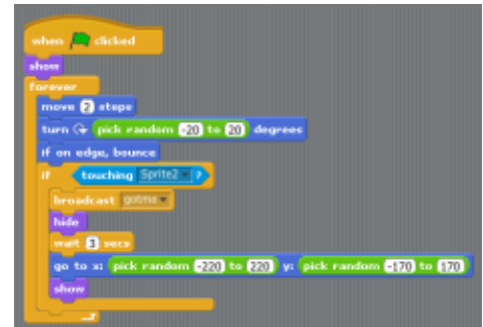 when clicked
show
forever
move 2 steps
turn pick random -20 to 20 degrees
if on edge, bounce
if touching Sprite2 ?
broadcast gotme
hide
wait 3 secs
go to x: pick random -220 to 220 y: pick random -170 to 170
show